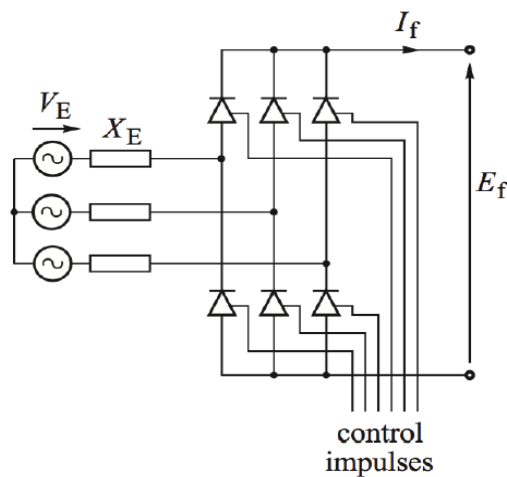 I_f
V_E
X_E
E_f
control
impulses